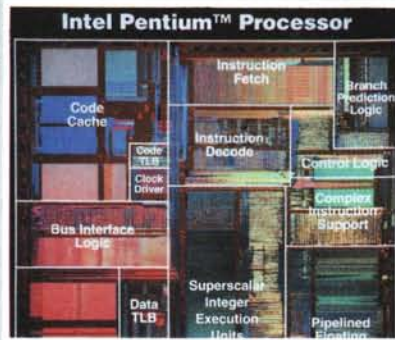 Intel Pentium™ Processor
Code
Cache
Instruction
Fetch
Branch
Prediction
Logic
Code
TLB
Instruction
Decode
Clock
Driver
Control Logic
Complex
Instruction
Support
Bus Interface
Logic
Data
TLB
Superscalar
Integer
Execution
Units
Pipelined
Floating